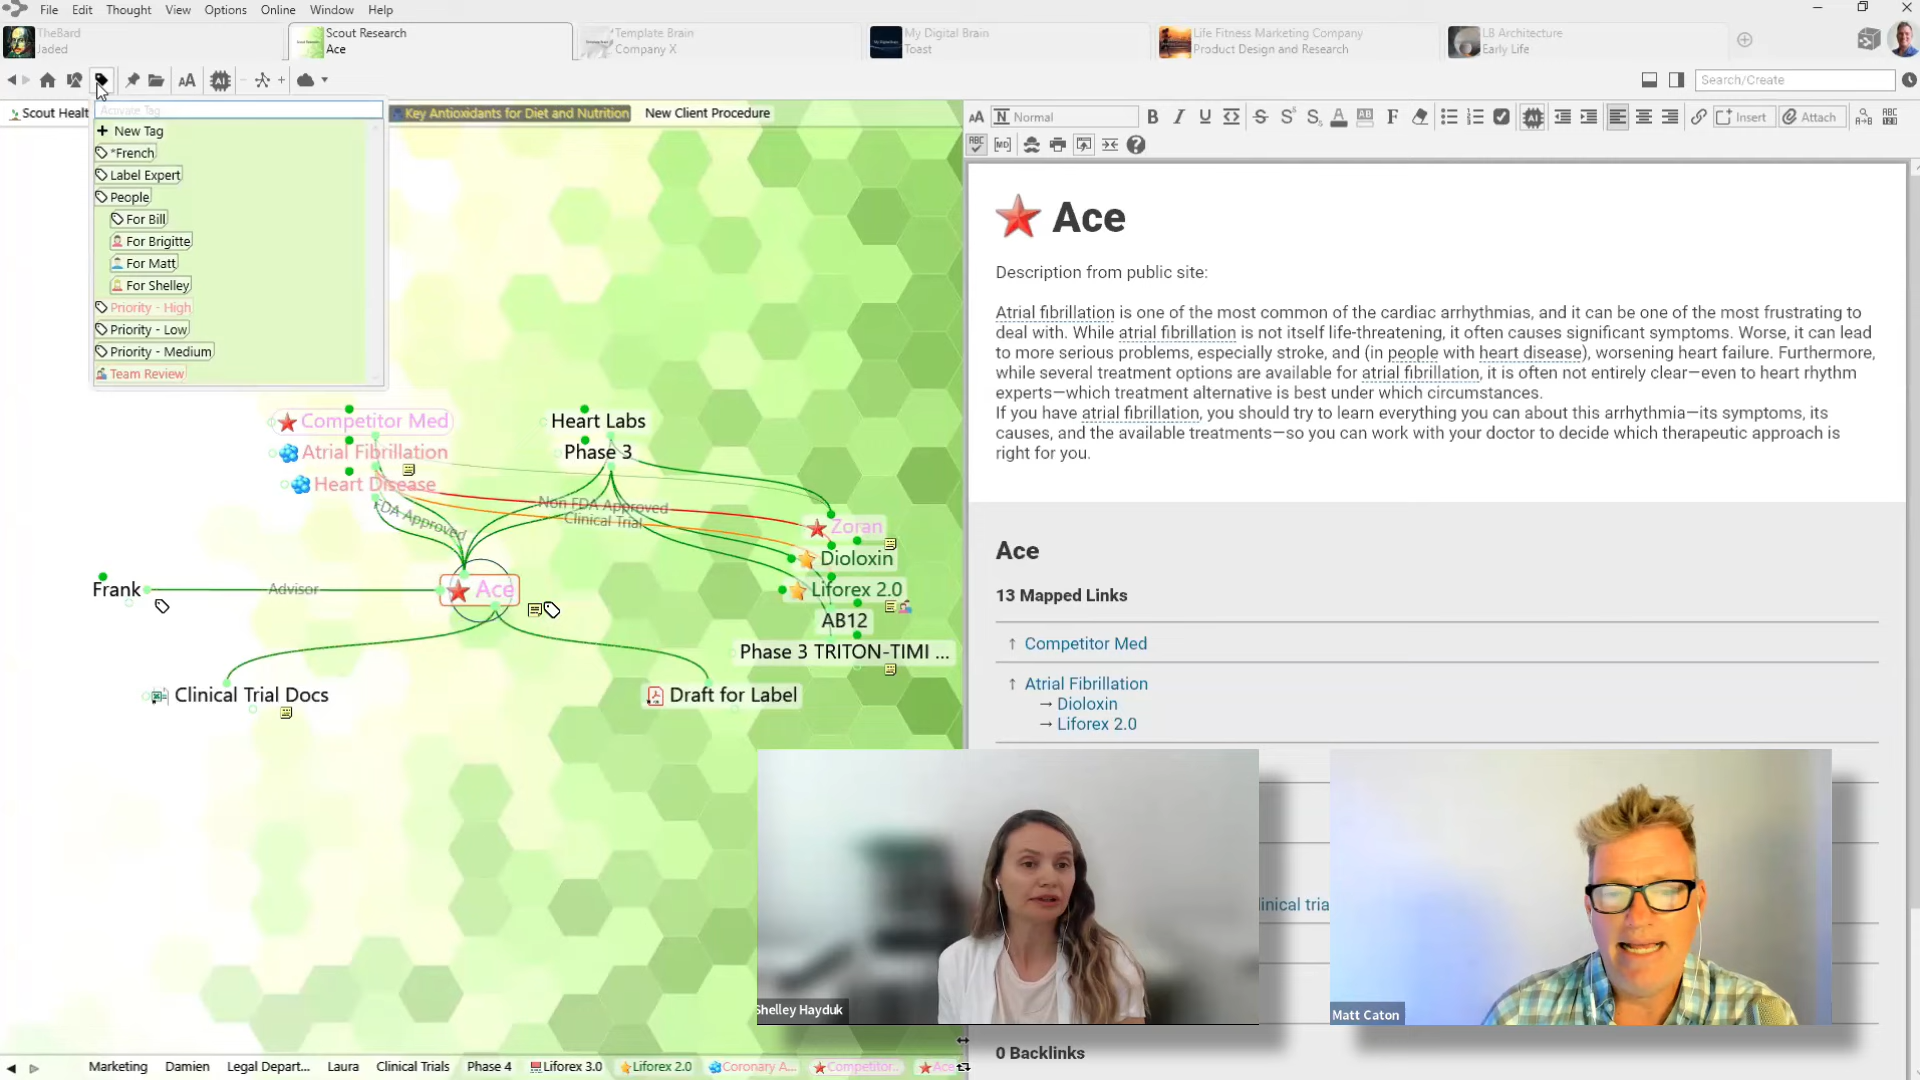 File Edit Thought View Options Online Window Help
TheBard
Jaded
Scout Research
Ace
Template Brain
Company X
My Digital Brain
Toast
Life Fitness Marketing Company
Product Design and Research
LB Architecture
Early Life
AA AI Search/Create
Scout Healt
Key Antioxidants for Diet and Nutrition New Client Procedure
Activate Tag
New Tag
*French
Label Expert
People
For Bill
For Brigitte
For Matt
For Shelley
Priority - High
Priority - Low
Priority - Medium
Team Review
Competitor Med
Atrial Fibrillation
Heart Disease
Heart Labs
Phase 3
FDA Approved
Non FDA Approved
Clinical Trial
Zoran
Dioloxin
Liforex 2.0
AB12
Phase 3 TRITON-TIMI ...
Frank
Advisor
Ace
Clinical Trial Docs
Draft for Label
AA N Normal B I U S S S A AB F Insert Attach
ABC MD
Ace
Description from public site:
Atrial fibrillation is one of the most common of the cardiac arrhythmias, and it can be one of the most frustrating to
deal with. While atrial fibrillation is not itself life-threatening, it often causes significant symptoms. Worse, it can lead
to more serious problems, especially stroke, and (in people with heart disease), worsening heart failure. Furthermore,
while several treatment options are available for atrial fibrillation, it is often not entirely clear—even to heart rhythm
experts—which treatment alternative is best under which circumstances.
If you have atrial fibrillation, you should try to learn everything you can about this arrhythmia—its symptoms, its
causes, and the available treatments—so you can work with your doctor to decide which therapeutic approach is
right for you.
Ace
13 Mapped Links
↑ Competitor Med
↑ Atrial Fibrillation
→ Dioloxin
→ Liforex 2.0
linical tria
Shelley Hayduk
Matt Caton
0 Backlinks
Marketing Damien Legal Depart... Laura Clinical Trials Phase 4 Liforex 3.0 Liforex 2.0 Coronary A... Competitor... Ace